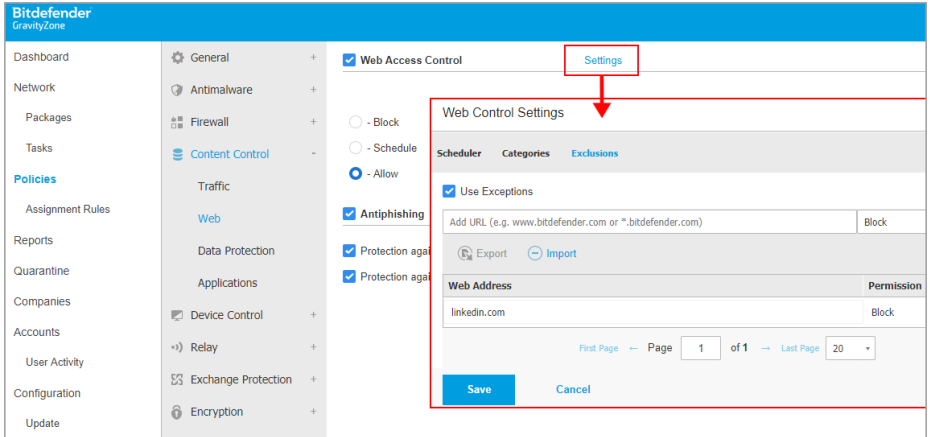 Bitdefender
GravityZone
Dashboard
Network
Packages
Tasks
Policies
Assignment Rules
Reports
Quarantine
Companies
Accounts
User Activity
Configuration
Update
General +
Antimalware +
Firewall +
Content Control -
Traffic
Web
Data Protection
Applications
Device Control +
Relay +
Exchange Protection +
Encryption +
Web Access Control Settings
- Block
- Schedule
- Allow
Antiphishing
Protection agai
Protection agai
Web Control Settings
Scheduler Categories Exclusions
Use Exceptions
Add URL (e.g. www.bitdefender.com or *.bitdefender.com) Block
Export Import
Web Address Permission
linkedin.com Block
First Page ← Page 1 of 1 → Last Page 20
Save Cancel